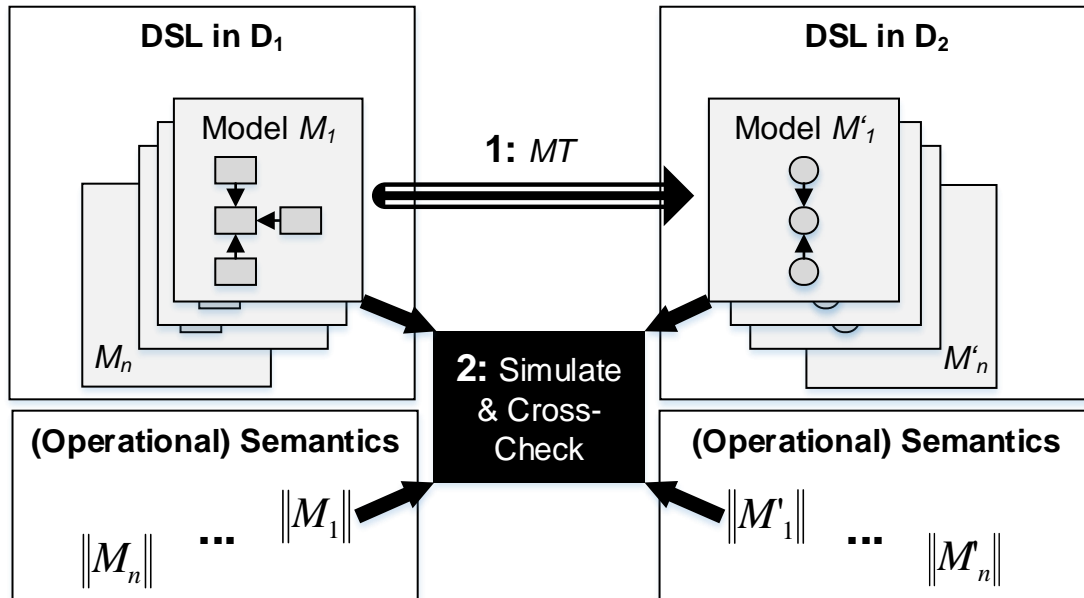 DSL in D₁
Model M₁
Mₙ
1: MT
DSL in D₂
Model M‘₁
M‘ₙ
2: Simulate
& Cross-
Check
(Operational) Semantics
‖M₁‖
...
‖Mₙ‖
(Operational) Semantics
‖M'₁‖
...
‖M'ₙ‖